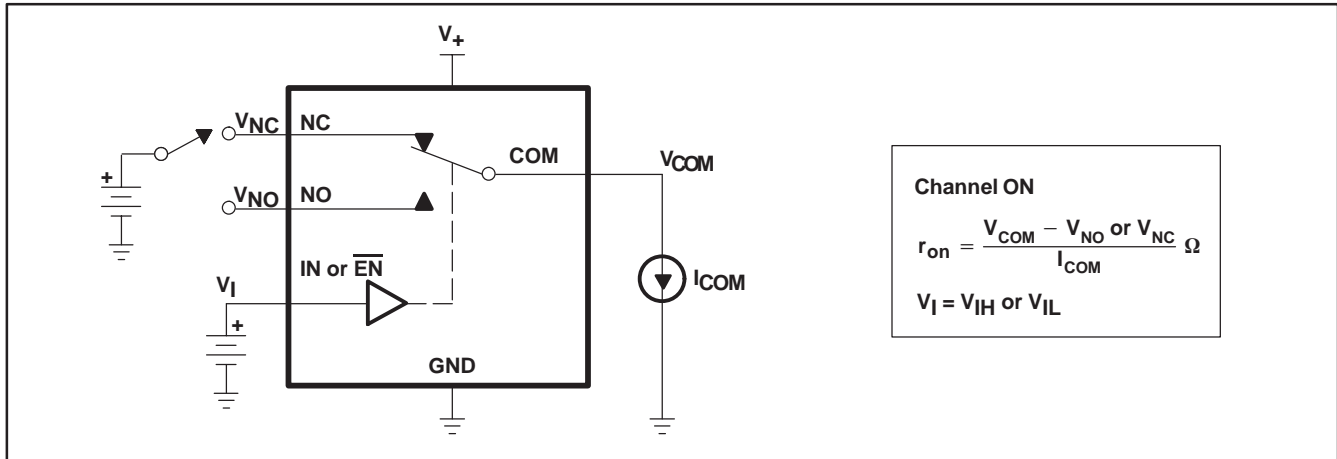 V+
VNC NC
COM
VCOM
VNO NO
+
IN or EN
VI
+
ICOM
GND
Channel ON
ron = VCOM − VNO or VNC / ICOM Ω
VI = VIH or VIL